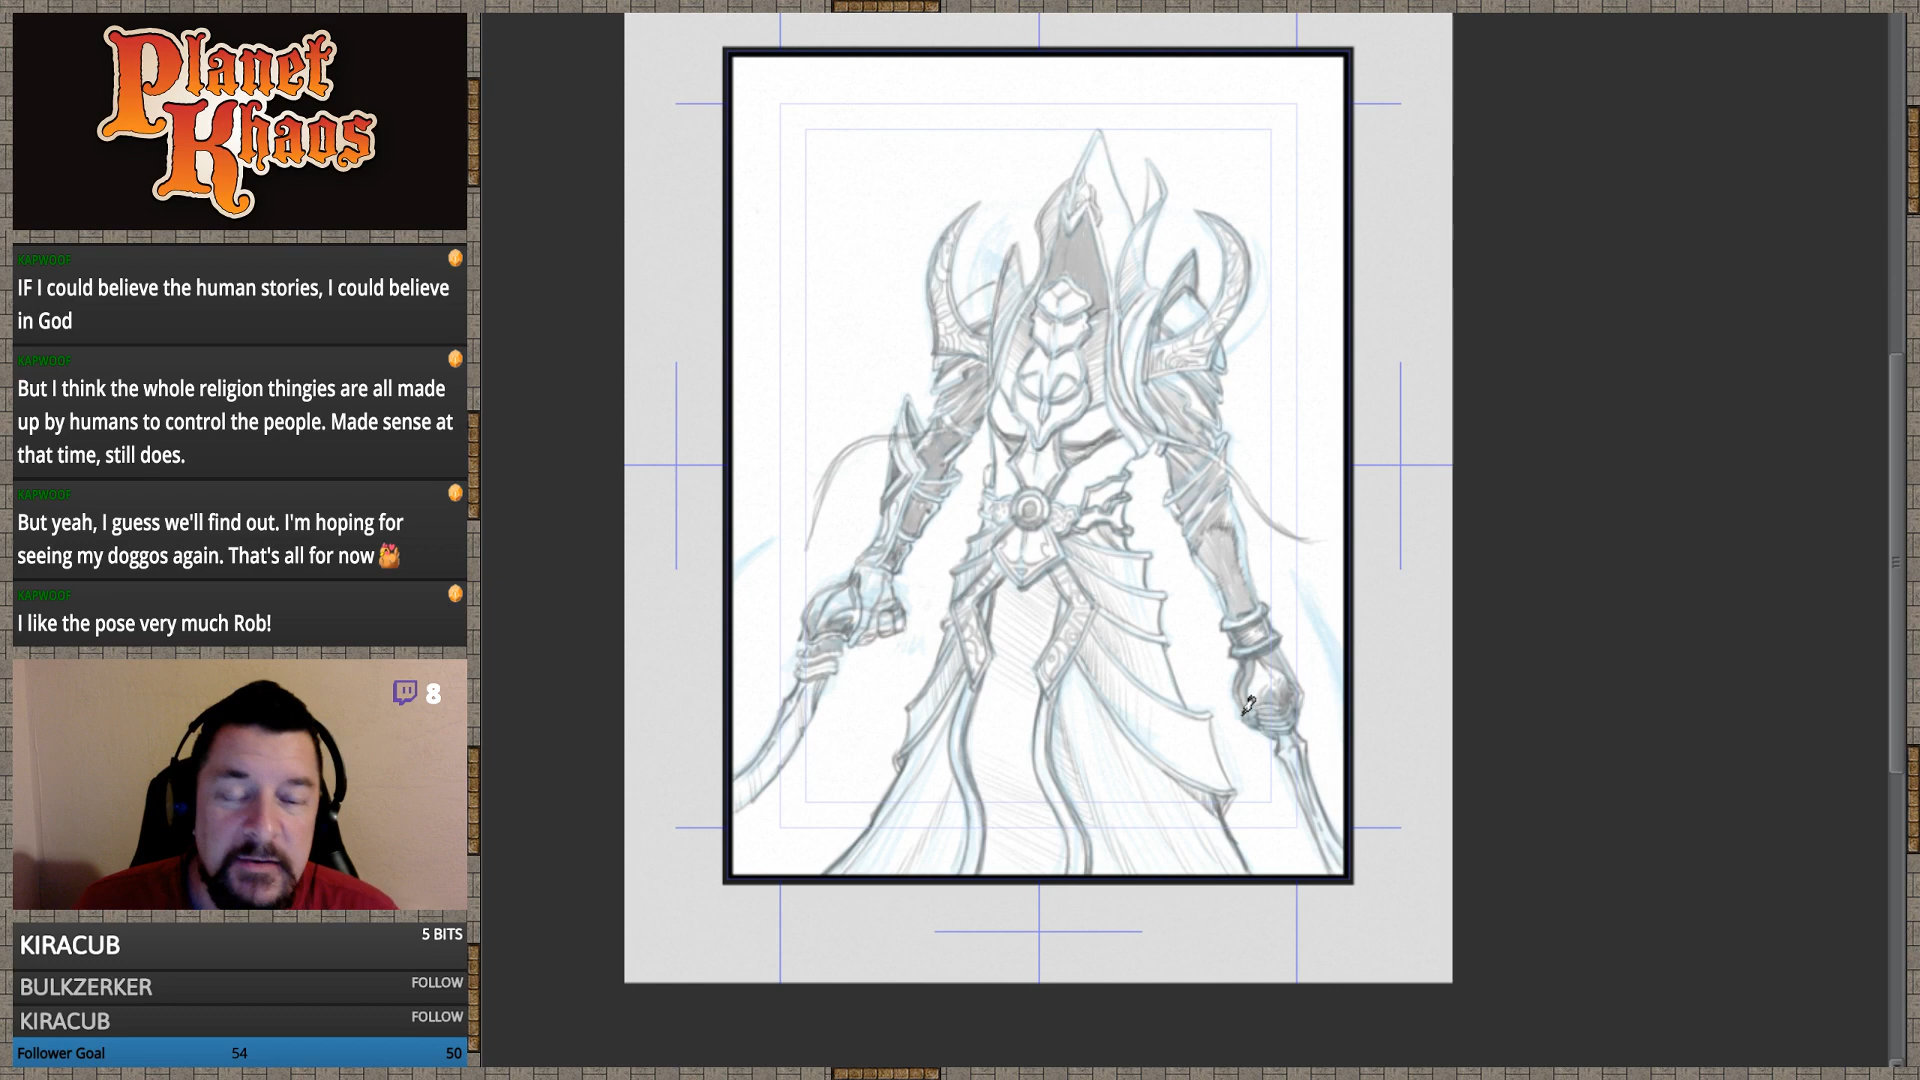 Planet
Khaos
KAPWOOF
IF I could believe the human stories, I could believe
in God
KAPWOOF
But I think the whole religion thingies are all made
up by humans to control the people. Made sense at
that time, still does.
KAPWOOF
But yeah, I guess we'll find out. I'm hoping for
seeing my doggos again. That's all for now
KAPWOOF
I like the pose very much Rob!
8
KIRACUB 5 BITS
BULKZERKER FOLLOW
KIRACUB FOLLOW
Follower Goal 54 50